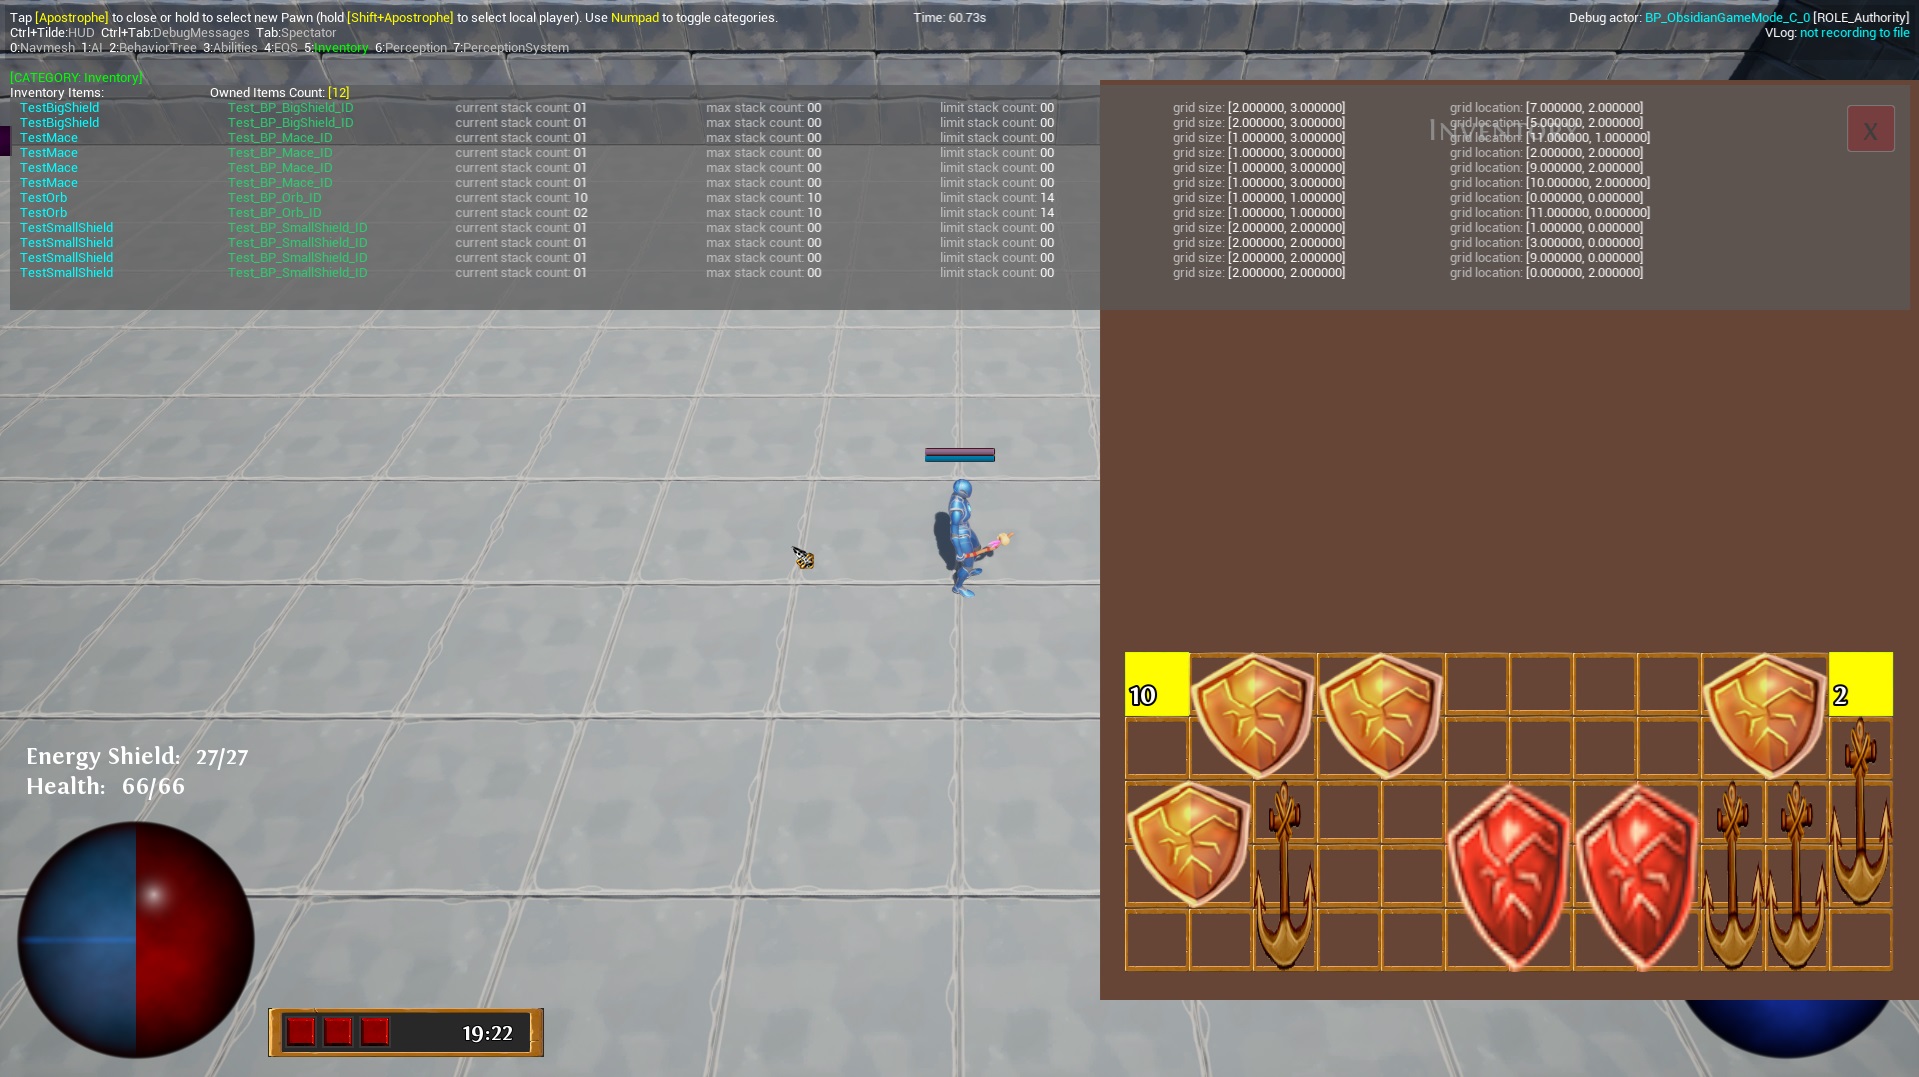 Tap [Apostrophe] to close or hold to select new Pawn (hold [Shift+Apostrophe] to select local player). Use Numpad to toggle categories. Time: 60.73s Debug actor: BP_ObsidianGameMode_C_0 [ROLE_Authority]
Ctrl+Tilde:HUD Ctrl+Tab:DebugMessages Tab:Spectator VLog: not recording to file
0:Navmesh 1:AI 2:BehaviorTree 3:Abilities 4:EQS 5:Inventory 6:Perception 7:PerceptionSystem
[CATEGORY: Inventory]
Inventory Items: Owned Items Count: [12]
TestBigShield Test_BP_BigShield_ID current stack count: 01 max stack count: 00 limit stack count: 00 grid size: [2.000000, 3.000000] grid location: [7.000000, 2.000000]
TestBigShield Test_BP_BigShield_ID current stack count: 01 max stack count: 00 limit stack count: 00 grid size: [2.000000, 3.000000] grid location: [5.000000, 2.000000]
Inventory X
TestMace Test_BP_Mace_ID current stack count: 01 max stack count: 00 limit stack count: 00 grid size: [1.000000, 3.000000] grid location: [11.000000, 1.000000]
TestMace Test_BP_Mace_ID current stack count: 01 max stack count: 00 limit stack count: 00 grid size: [1.000000, 3.000000] grid location: [2.000000, 2.000000]
TestMace Test_BP_Mace_ID current stack count: 01 max stack count: 00 limit stack count: 00 grid size: [1.000000, 3.000000] grid location: [9.000000, 2.000000]
TestMace Test_BP_Mace_ID current stack count: 01 max stack count: 00 limit stack count: 00 grid size: [1.000000, 3.000000] grid location: [10.000000, 2.000000]
TestOrb Test_BP_Orb_ID current stack count: 10 max stack count: 10 limit stack count: 14 grid size: [1.000000, 1.000000] grid location: [0.000000, 0.000000]
TestOrb Test_BP_Orb_ID current stack count: 02 max stack count: 10 limit stack count: 14 grid size: [1.000000, 1.000000] grid location: [11.000000, 0.000000]
TestSmallShield Test_BP_SmallShield_ID current stack count: 01 max stack count: 00 limit stack count: 00 grid size: [2.000000, 2.000000] grid location: [1.000000, 0.000000]
TestSmallShield Test_BP_SmallShield_ID current stack count: 01 max stack count: 00 limit stack count: 00 grid size: [2.000000, 2.000000] grid location: [3.000000, 0.000000]
TestSmallShield Test_BP_SmallShield_ID current stack count: 01 max stack count: 00 limit stack count: 00 grid size: [2.000000, 2.000000] grid location: [9.000000, 0.000000]
TestSmallShield Test_BP_SmallShield_ID current stack count: 01 max stack count: 00 limit stack count: 00 grid size: [2.000000, 2.000000] grid location: [0.000000, 2.000000]
10 2
Energy Shield: 27/27
Health: 66/66
19:22